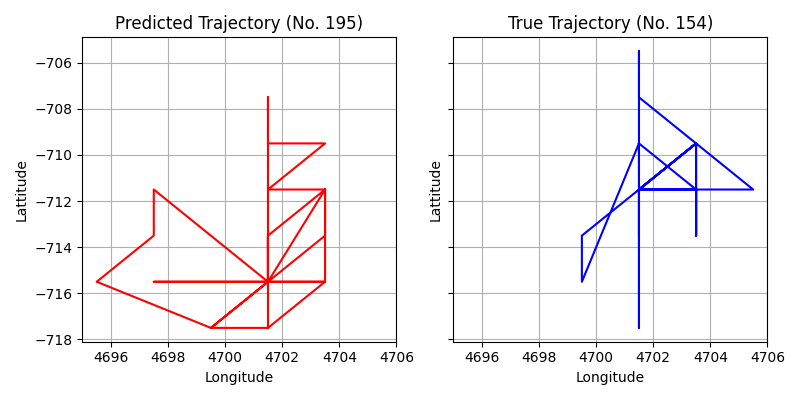 Predicted Trajectory (No. 195)
True Trajectory (No. 154)
Lattitude
−706
−708
−710
−712
−714
−716
−718
4696 4698 4700 4702 4704 4706
Longitude
Lattitude
4696 4698 4700 4702 4704 4706
Longitude